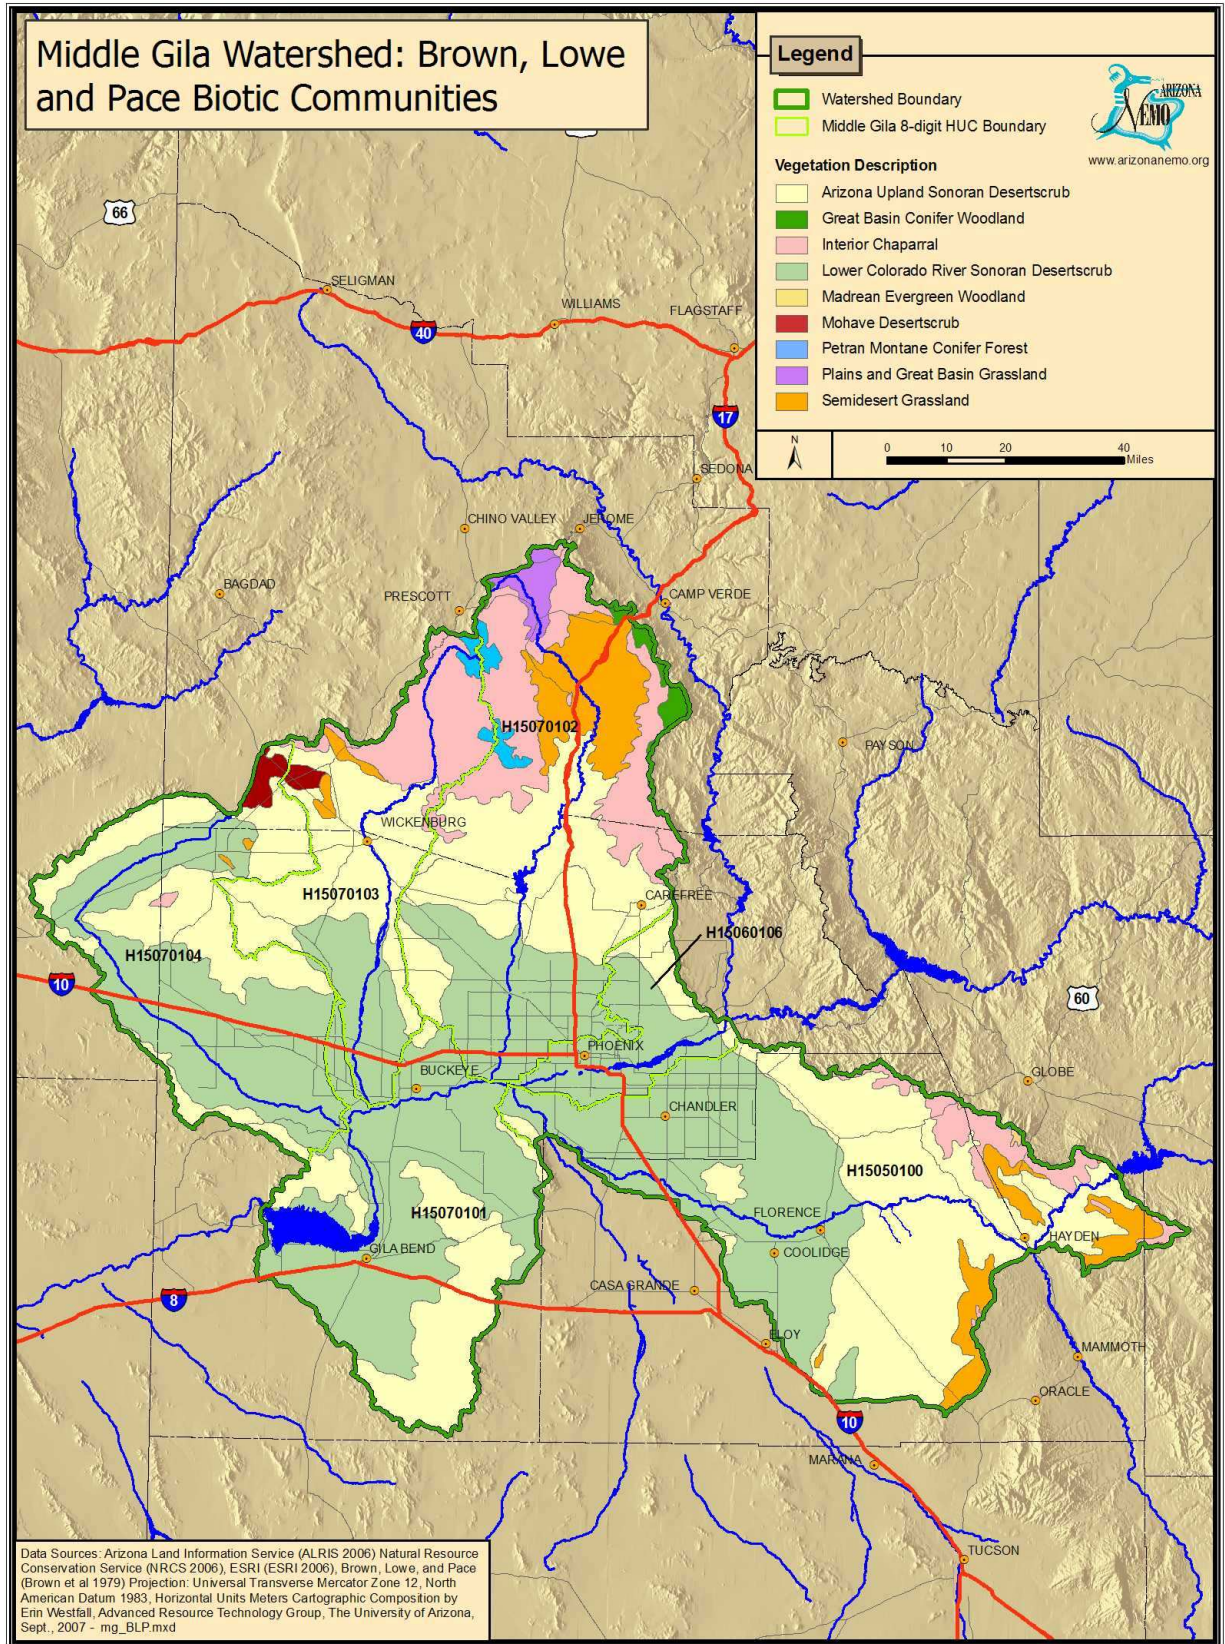 Middle Gila Watershed: Brown, Lowe
and Pace Biotic Communities
Legend
Watershed Boundary
Middle Gila 8-digit HUC Boundary
ARIZONA
NEMO
www.arizonanemo.org
Vegetation Description
Arizona Upland Sonoran Desertscrub
Great Basin Conifer Woodland
Interior Chaparral
Lower Colorado River Sonoran Desertscrub
Madrean Evergreen Woodland
Mohave Desertscrub
Petran Montane Conifer Forest
Plains and Great Basin Grassland
Semidesert Grassland
N
0 10 20 40
Miles
66
SELIGMAN
WILLIAMS
FLAGSTAFF
40
17
SEDONA
CHINO VALLEY
JEROME
BAGDAD
PRESCOTT
CAMP VERDE
H15070102
PAYSON
WICKENBURG
H15070103
CAREFREE
H15060106
H15070104
10
60
PHOENIX
BUCKEYE
GLOBE
CHANDLER
H15050100
H15070101
FLORENCE
HAYDEN
GILA BEND
COOLIDGE
CASA GRANDE
8
ELOY
MAMMOTH
ORACLE
10
MARANA
TUCSON
Data Sources: Arizona Land Information Service (ALRIS 2006) Natural Resource
Conservation Service (NRCS 2006), ESRI (ESRI 2006), Brown, Lowe, and Pace
(Brown et al 1979) Projection: Universal Transverse Mercator Zone 12, North
American Datum 1983, Horizontal Units Meters Cartographic Composition by
Erin Westfall, Advanced Resource Technology Group, The University of Arizona,
Sept., 2007 - mg_BLP.mxd